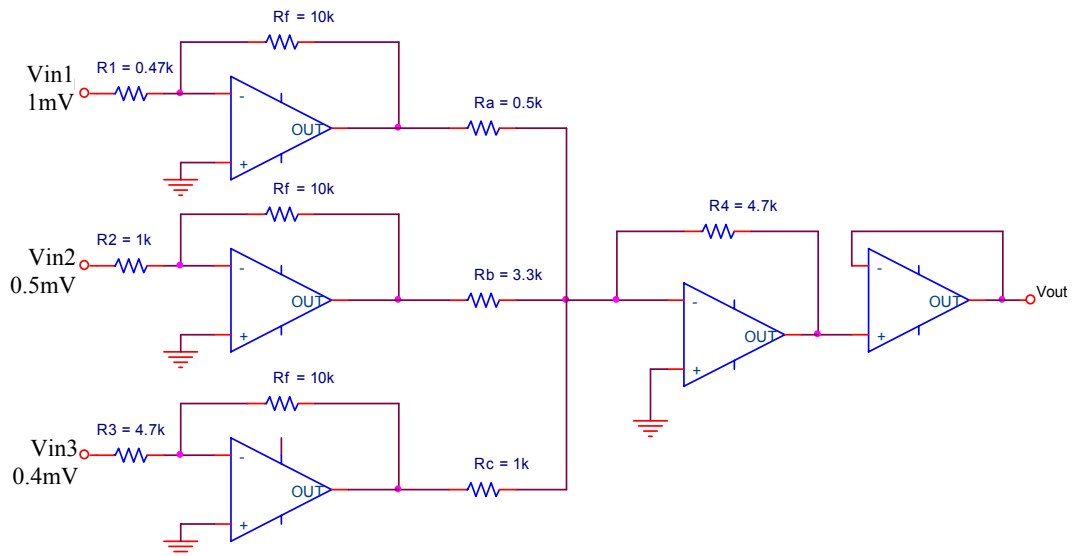 Rf = 10k
R1 = 0.47k
Vin1
1mV
-
+
OUT
Ra = 0.5k
Rf = 10k
R2 = 1k
Vin2
0.5mV
-
+
OUT
Rb = 3.3k
R4 = 4.7k
-
+
OUT
-
+
OUT
Vout
Rf = 10k
R3 = 4.7k
Vin3
0.4mV
-
+
OUT
Rc = 1k